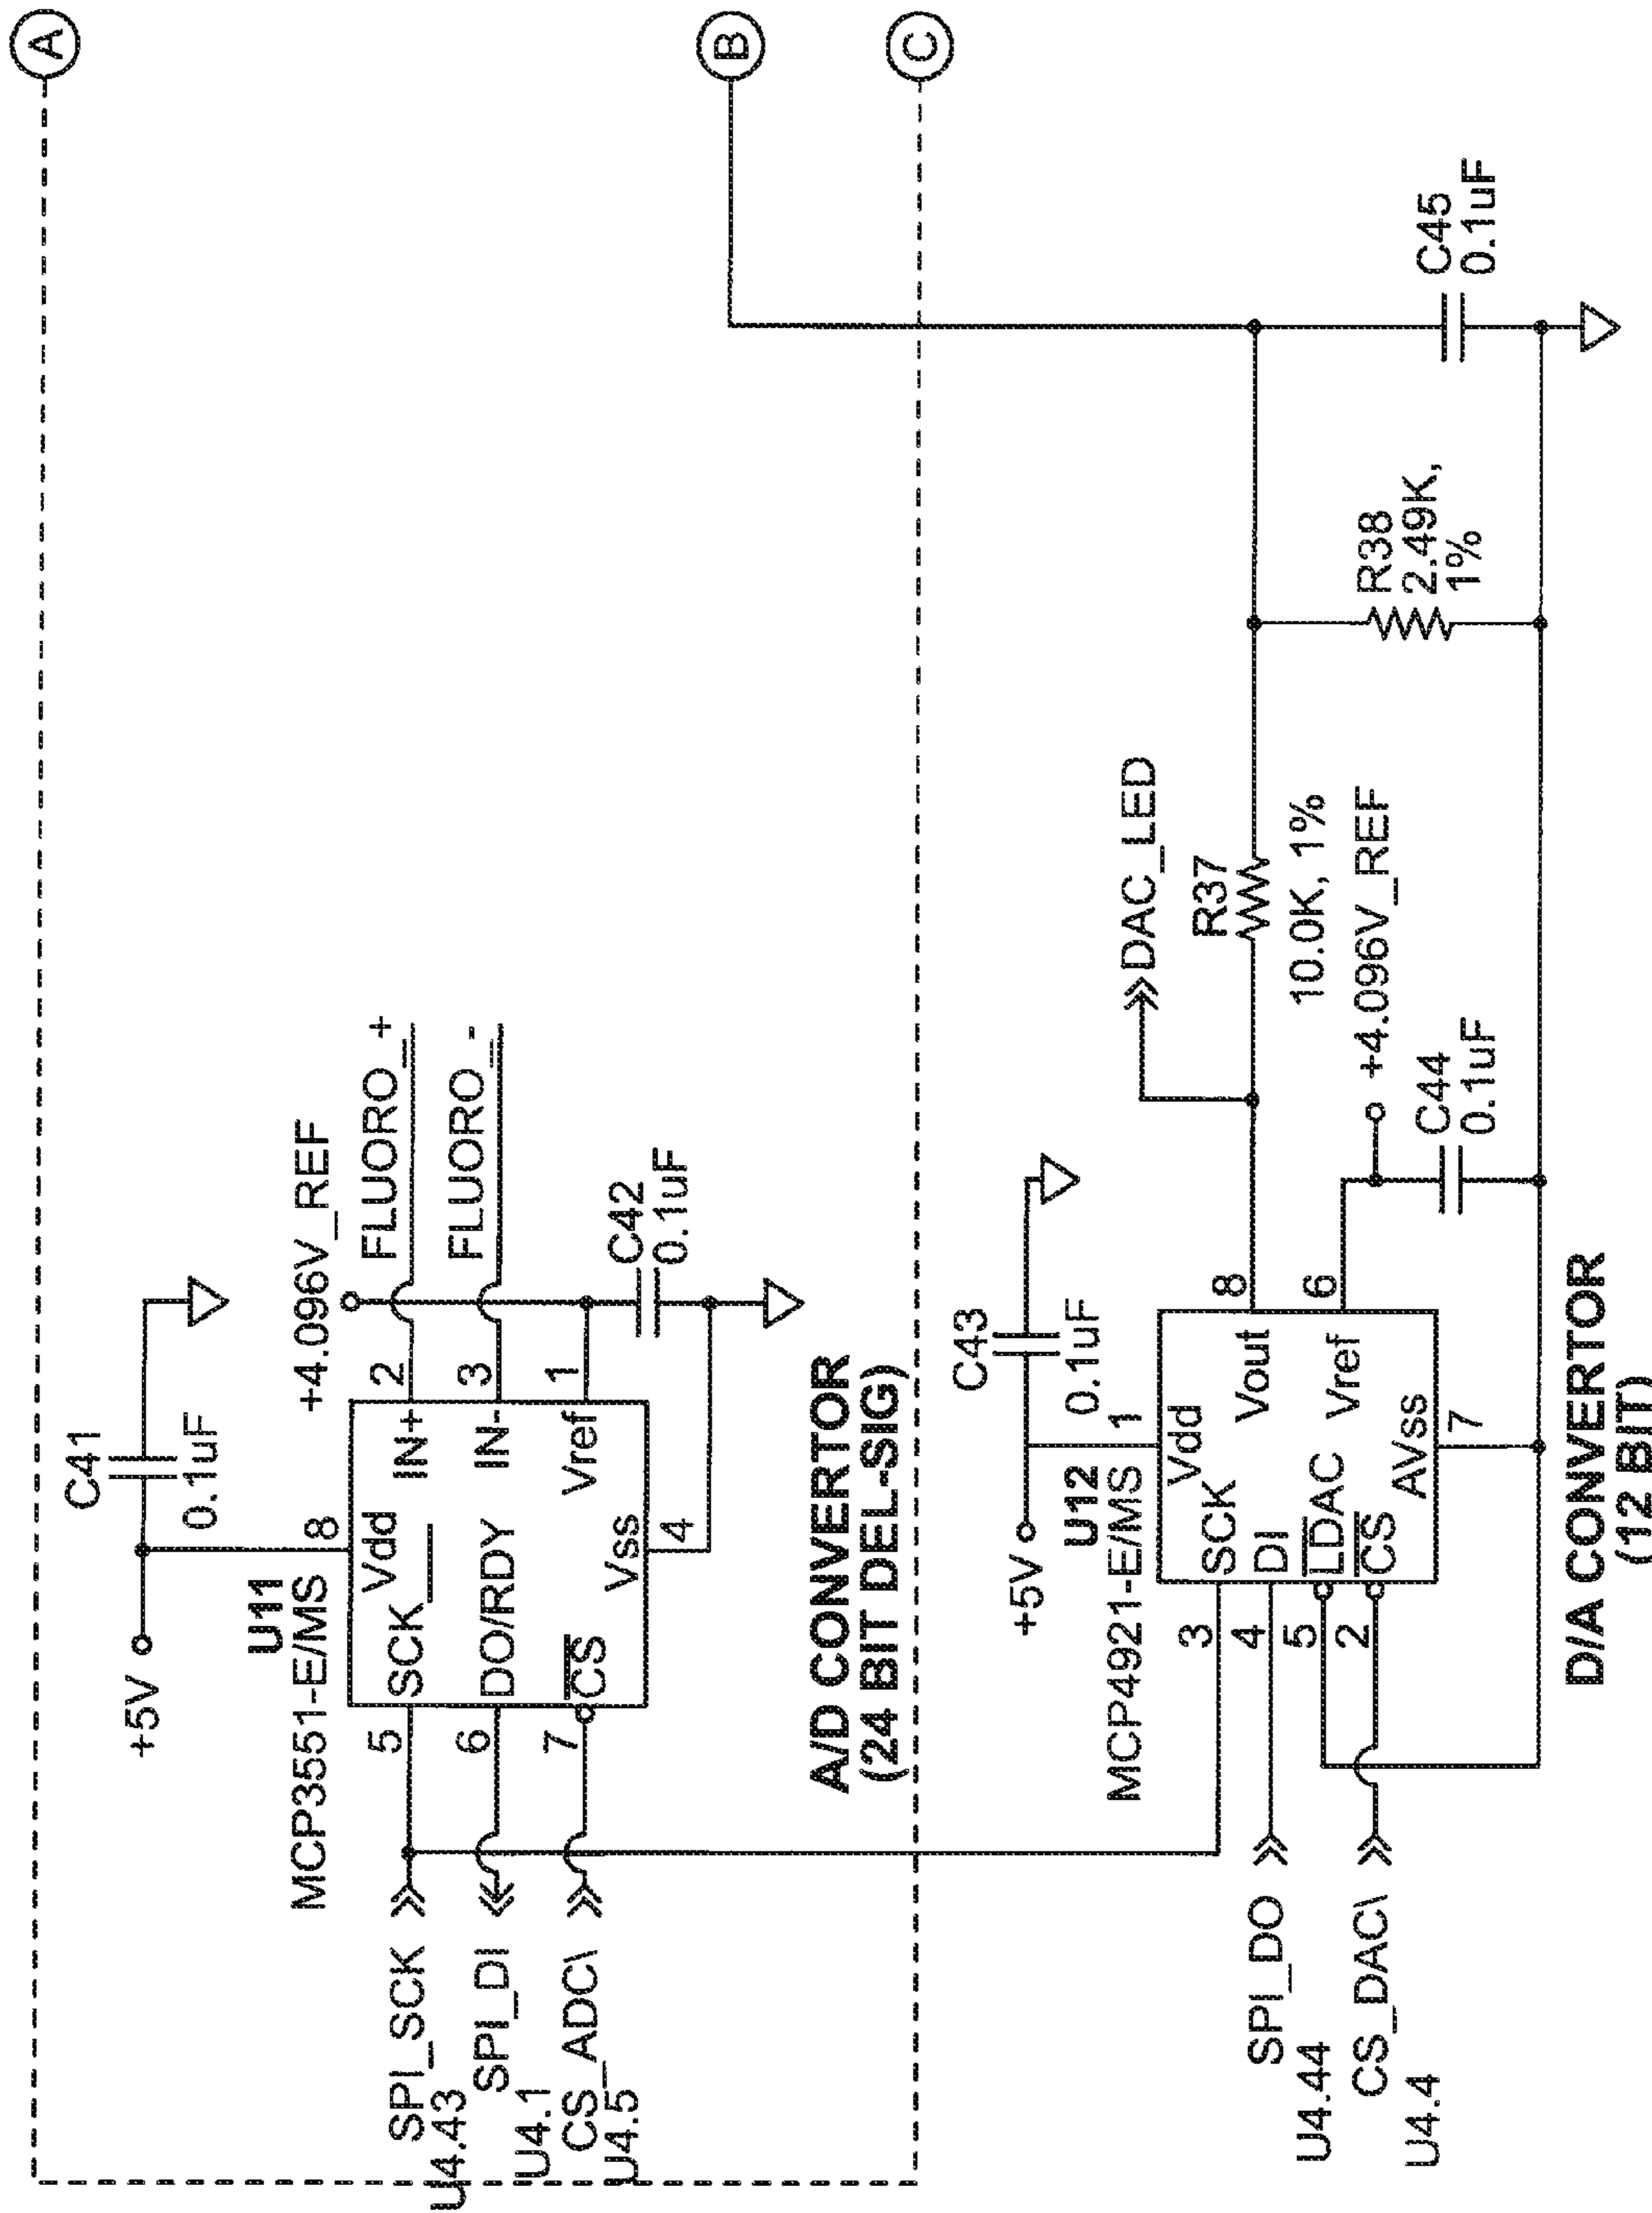 A
B
C
+5V
C41
0.1uF
U11
MCP3551-E/MS
8
Vdd
SCK
DO/RDY
CS
IN+
IN-
Vref
Vss
5
6
7
2
3
1
4
+4.096V_REF
FLUORO_+
FLUORO_-
C42
0.1uF
SPI_SCK
U4.43
SPI_DI
U4.1
CS_ADC\
U4.5
A/D CONVERTOR
(24 BIT DEL-SIG)
+5V
C43
0.1uF
U12
MCP4921-E/MS
1
Vdd
SCK
DI
LDAC
CS
Vout
Vref
AVss
3
4
5
2
8
6
7
DAC_LED
R37
10.0K, 1%
+4.096V_REF
C44
0.1uF
R38
2.49K,
1%
C45
0.1uF
SPI_DO
U4.44
CS_DAC\
U4.4
D/A CONVERTOR
(12 BIT)